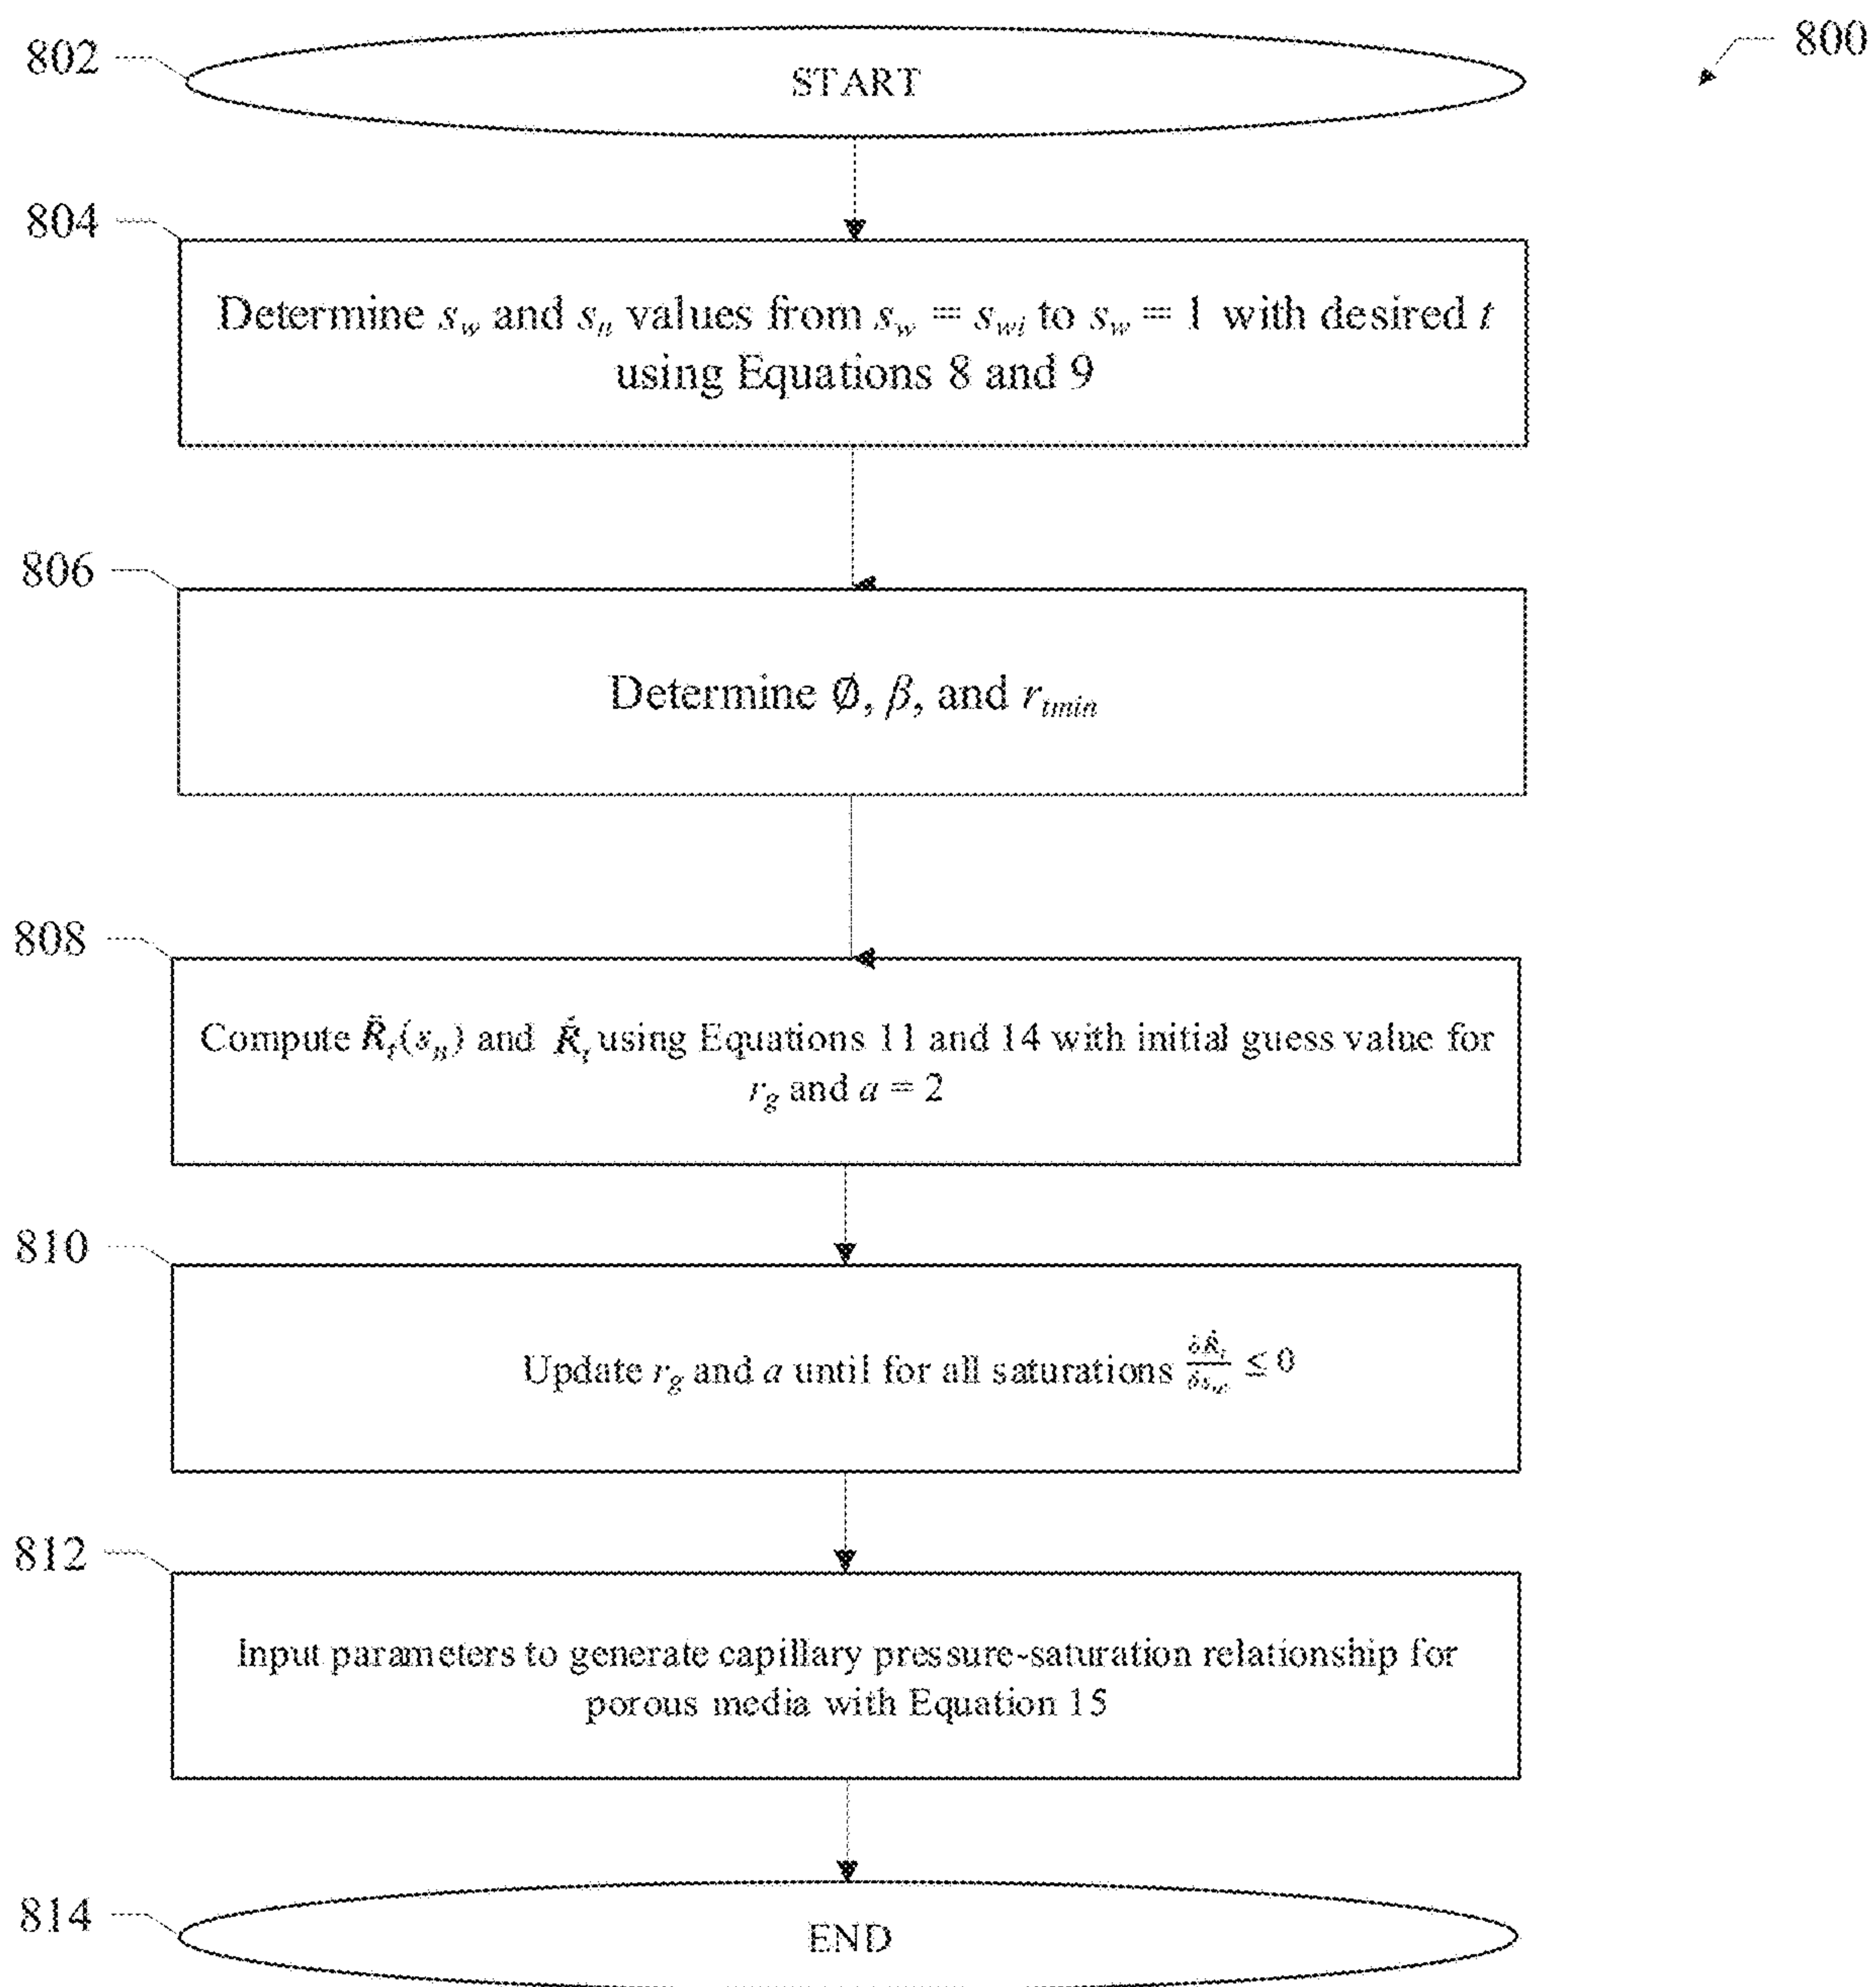 800
802
START
804
Determine s_w and s_n values from s_w = s_wi to s_w = 1 with desired t
using Equations 8 and 9
806
Determine Ø, β, and r_tmin
808
Compute R̈_t(s_n) and Ṙ_t using Equations 11 and 14 with initial guess value for
r_g and a = 2
810
Update r_g and a until for all saturations δṘ_t/δs_w ≤ 0
812
Input parameters to generate capillary pressure-saturation relationship for
porous media with Equation 15
814
END